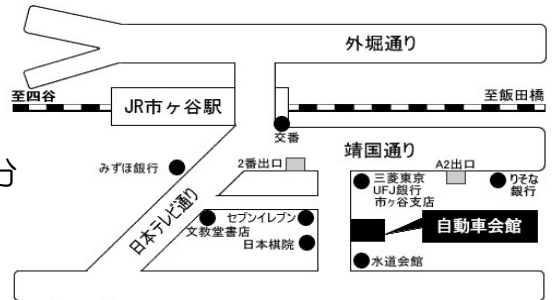 外堀通り
至四谷
JR市ヶ谷駅
至飯田橋
交番
靖国通り
分
みずほ銀行
2番出口
A2出口
三菱東京
UFJ銀行
市ヶ谷支店
りそな
銀行
日本テレビ通り
セブンイレブン
文教堂書店
日本棋院
自動車会館
水道会館